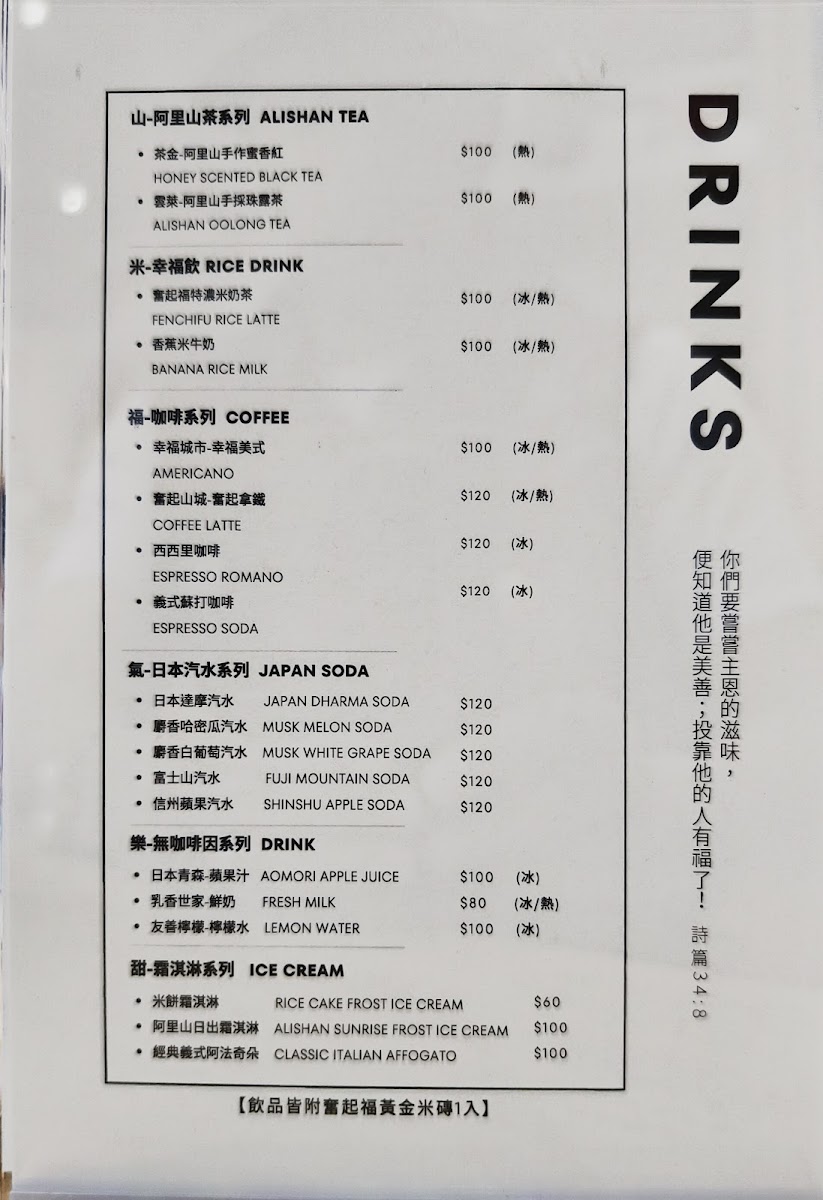 DRINKS
山-阿里山茶系列 ALISHAN TEA
• 茶金-阿里山手作蜜香紅 $100 (熱)
HONEY SCENTED BLACK TEA
• 雲萊-阿里山手採珠露茶 $100 (熱)
ALISHAN OOLONG TEA
米-幸福飲 RICE DRINK
• 奮起福特濃米奶茶 $100 (冰/熱)
FENCHIFU RICE LATTE
• 香蕉米牛奶 $100 (冰/熱)
BANANA RICE MILK
福-咖啡系列 COFFEE
• 幸福城市-幸福美式 $100 (冰/熱)
AMERICANO
• 奮起山城-奮起拿鐵 $120 (冰/熱)
COFFEE LATTE
• 西西里咖啡 $120 (冰)
ESPRESSO ROMANO
• 義式蘇打咖啡 $120 (冰)
ESPRESSO SODA
氣-日本汽水系列 JAPAN SODA
• 日本達摩汽水 JAPAN DHARMA SODA $120
• 麝香哈密瓜汽水 MUSK MELON SODA $120
• 麝香白葡萄汽水 MUSK WHITE GRAPE SODA $120
• 富士山汽水 FUJI MOUNTAIN SODA $120
• 信州蘋果汽水 SHINSHU APPLE SODA $120
樂-無咖啡因系列 DRINK
• 日本青森-蘋果汁 AOMORI APPLE JUICE $100 (冰)
• 乳香世家-鮮奶 FRESH MILK $80 (冰/熱)
• 友善檸檬-檸檬水 LEMON WATER $100 (冰)
甜-霜淇淋系列 ICE CREAM
• 米餅霜淇淋 RICE CAKE FROST ICE CREAM $60
• 阿里山日出霜淇淋 ALISHAN SUNRISE FROST ICE CREAM $100
• 經典義式阿法奇朵 CLASSIC ITALIAN AFFOGATO $100
【飲品皆附奮起福黃金米磚1入】
你們要嘗嘗主恩的滋味，
便知道他是美善；投靠他的人有福了！ 詩篇34:8